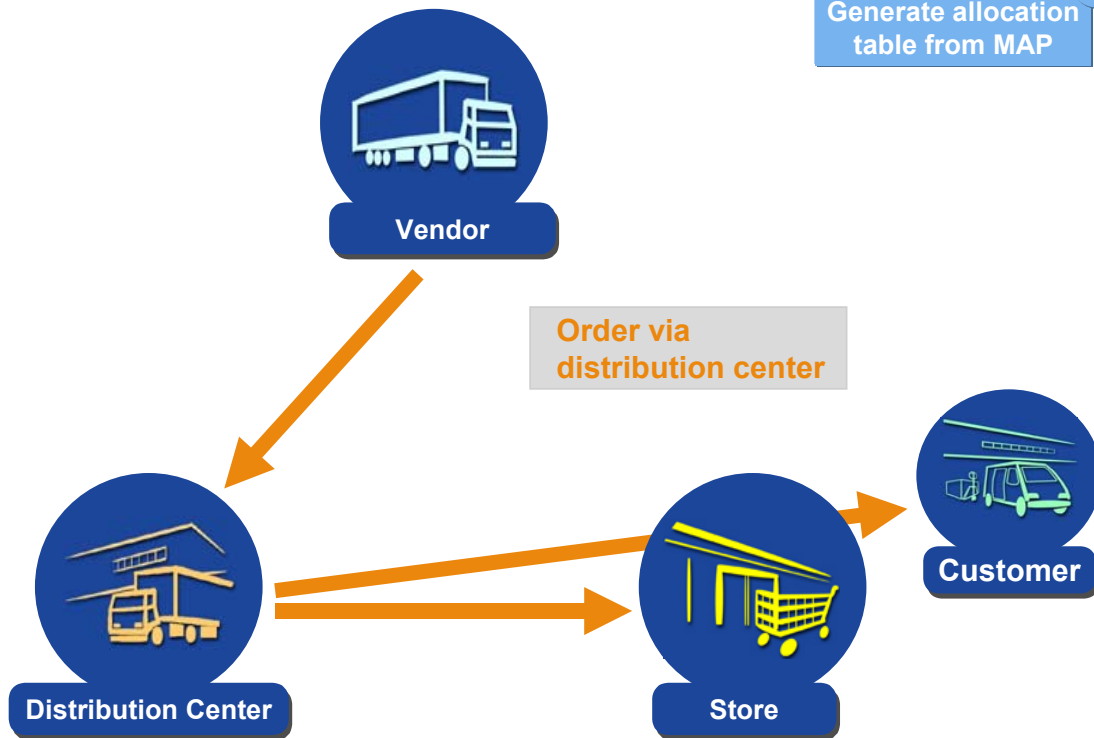 Generate allocation
table from MAP
Vendor
Order via
distribution center
Customer
Distribution Center
Store